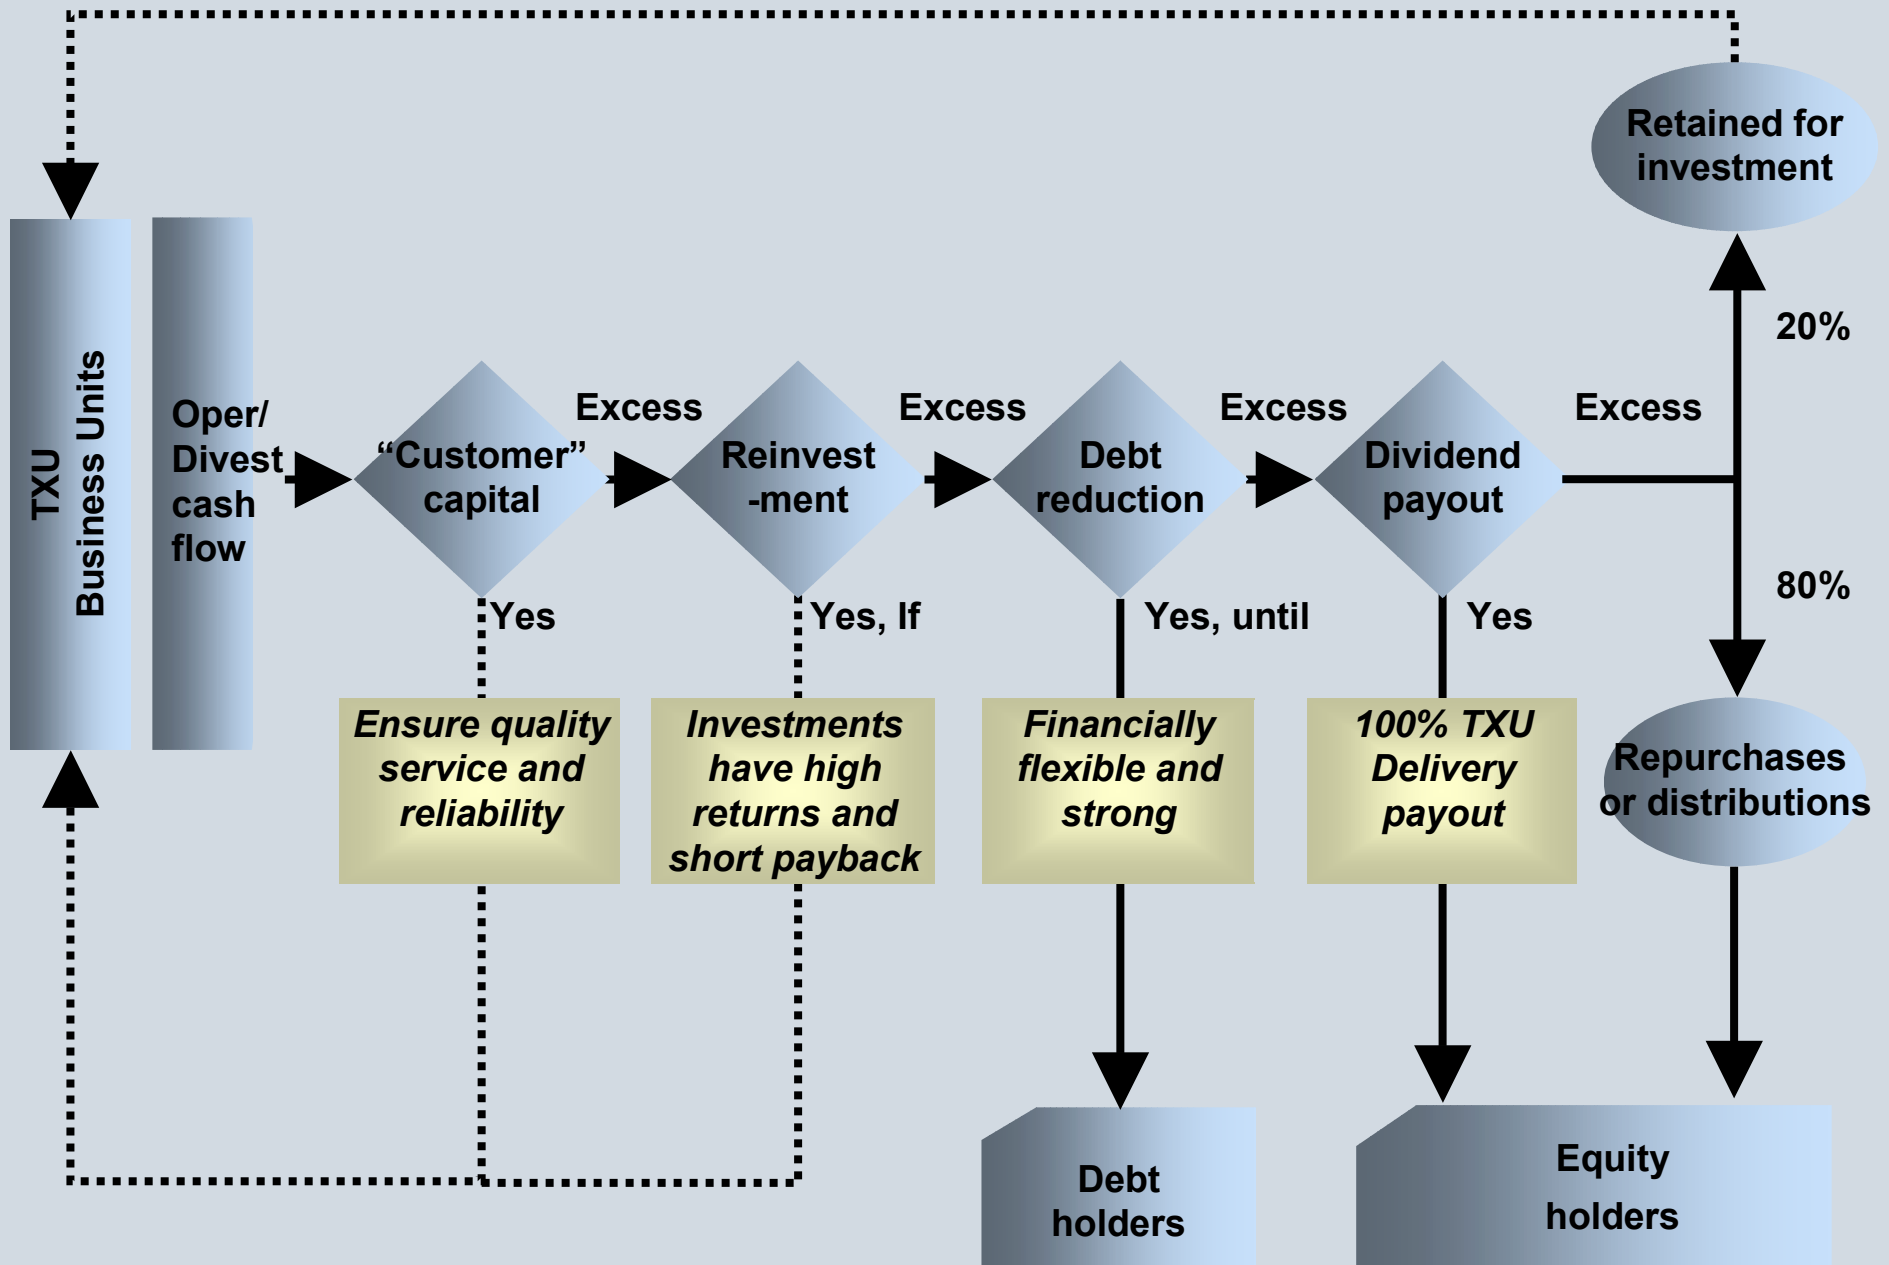 Retained for
investment
20%
TXU
Business Units
Oper/
Divest
cash
flow
“Customer”
capital
Excess
Reinvest
-ment
Excess
Debt
reduction
Excess
Dividend
payout
Excess
80%
Yes
Yes, If
Yes, until
Yes
Ensure quality
service and
reliability
Investments
have high
returns and
short payback
Financially
flexible and
strong
100% TXU
Delivery
payout
Repurchases
or distributions
Debt
holders
Equity
holders